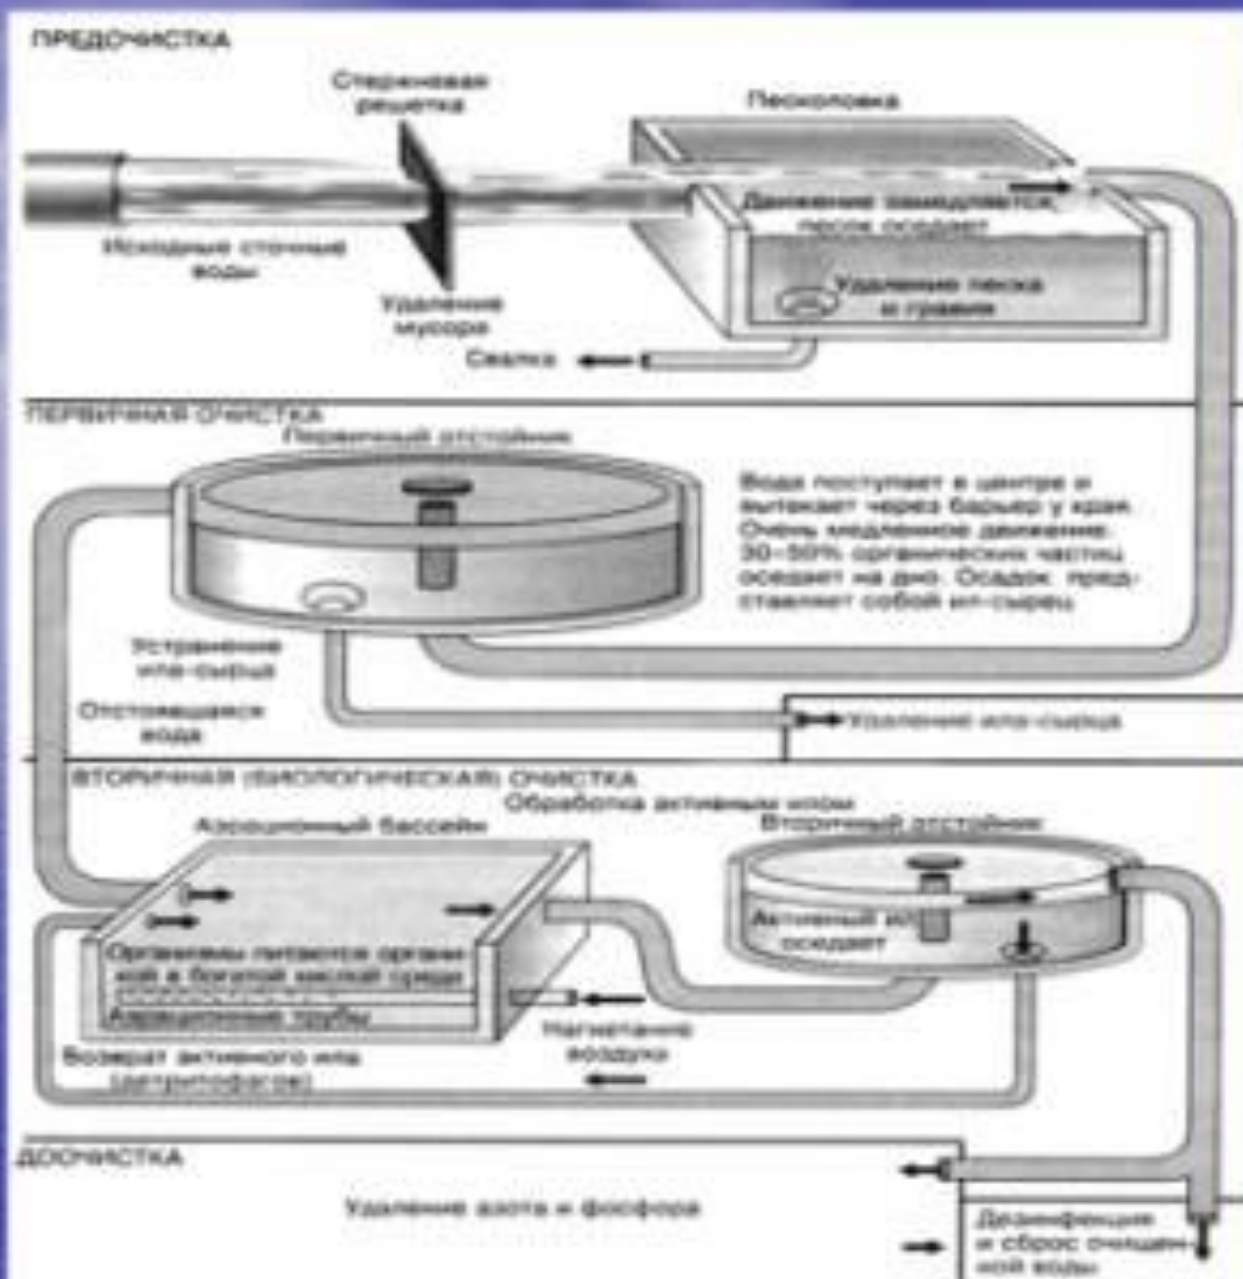 ПРЕДОЧИСТКА
Стержневая
решетка
Песколовка
Движение замедляется,
песок оседает
Исходные сточные
воды
Удаление песка
и гравия
Удаление
мусора
Свалка
ПЕРВИЧНАЯ ОЧИСТКА
Первичный отстойник
Вода поступает в центре и
вытекает через барьер у края.
Очень медленное движение.
30–50% органических частиц
оседает на дно. Осадок пред-
ставляет собой ил-сырец
Устранение
ила-сырца
Отстоявшаяся
вода
Удаление ила-сырца
ВТОРИЧНАЯ (БИОЛОГИЧЕСКАЯ) ОЧИСТКА
Обработка активным илом
Аэрационный бассейн
Вторичный отстойник
Активный ил
оседает
Организмы питаются органи-
кой в богатой кислой среде
Аэрационные трубы
Нагнетание
воздуха
Возврат активного ила
(детритофагов)
ДООЧИСТКА
Удаление азота и фосфора
Дезинфекция
и сброс очищен-
ной воды